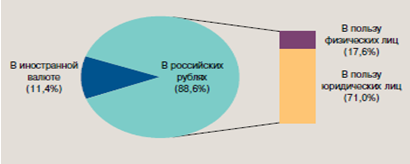 В иностранной
валюте
(11,4%)
В российских
рублях
(88,6%)
В пользу
физических лиц
(17,6%)
В пользу
юридических лиц
(71,0%)